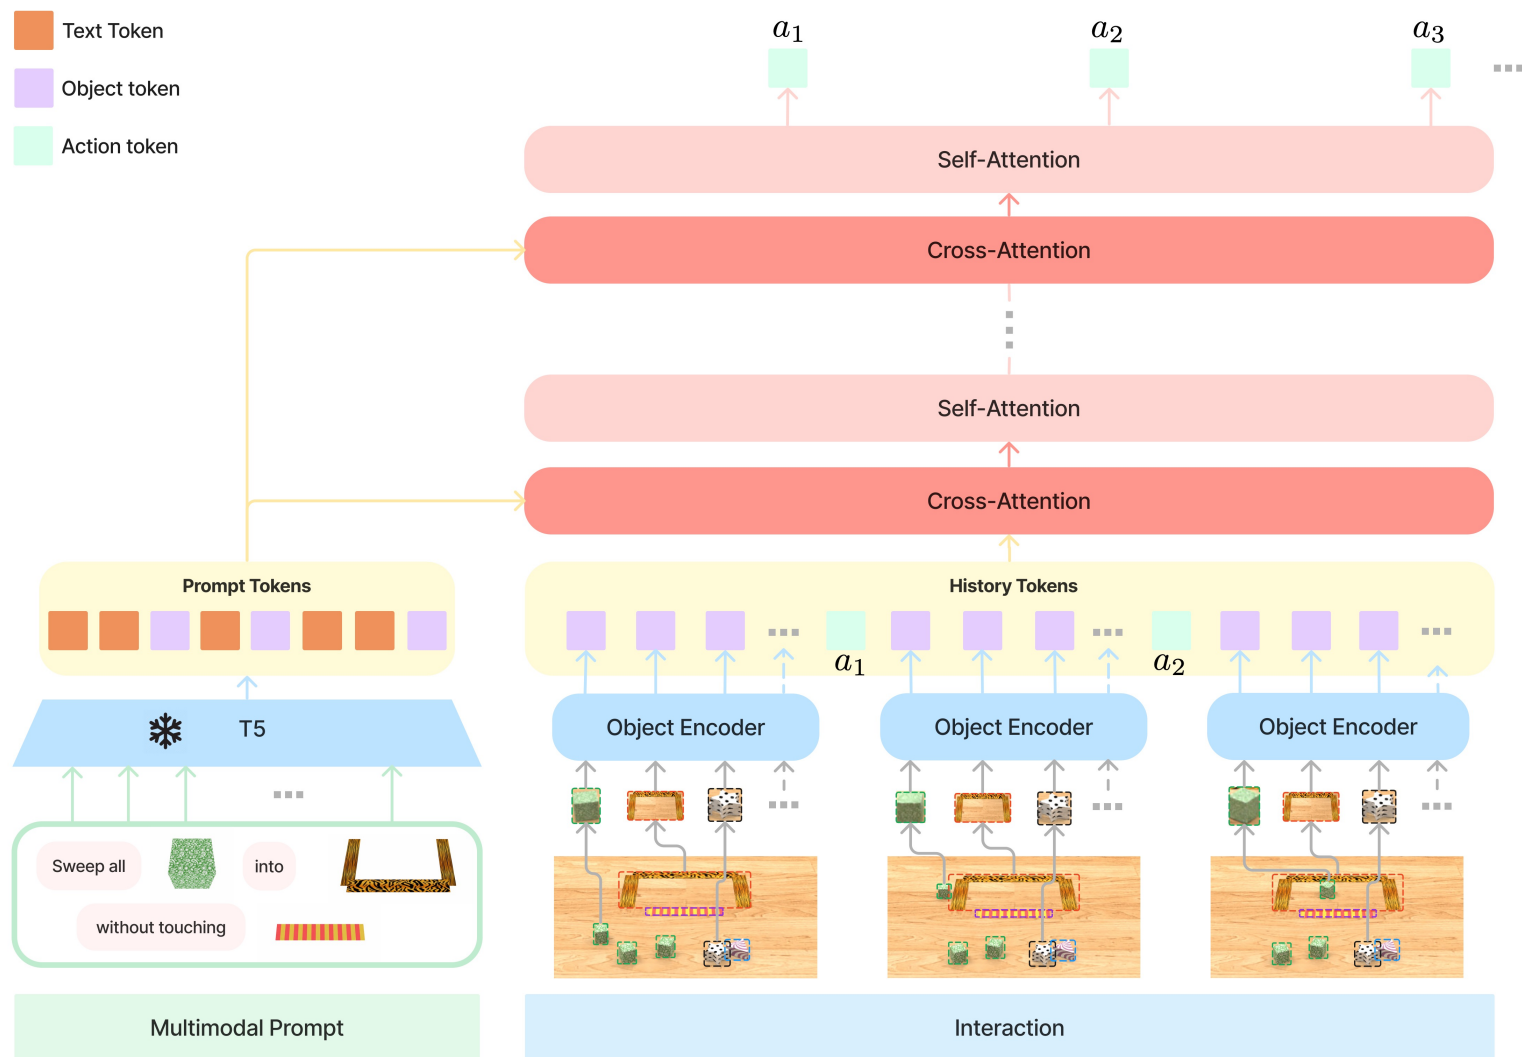 Text Token
Object token
Action token
a₁ a₂ a₃
Self-Attention
Cross-Attention
Self-Attention
Cross-Attention
Prompt Tokens
History Tokens
a₁ a₂
T5
Object Encoder Object Encoder Object Encoder
Sweep all into
without touching
Multimodal Prompt
Interaction